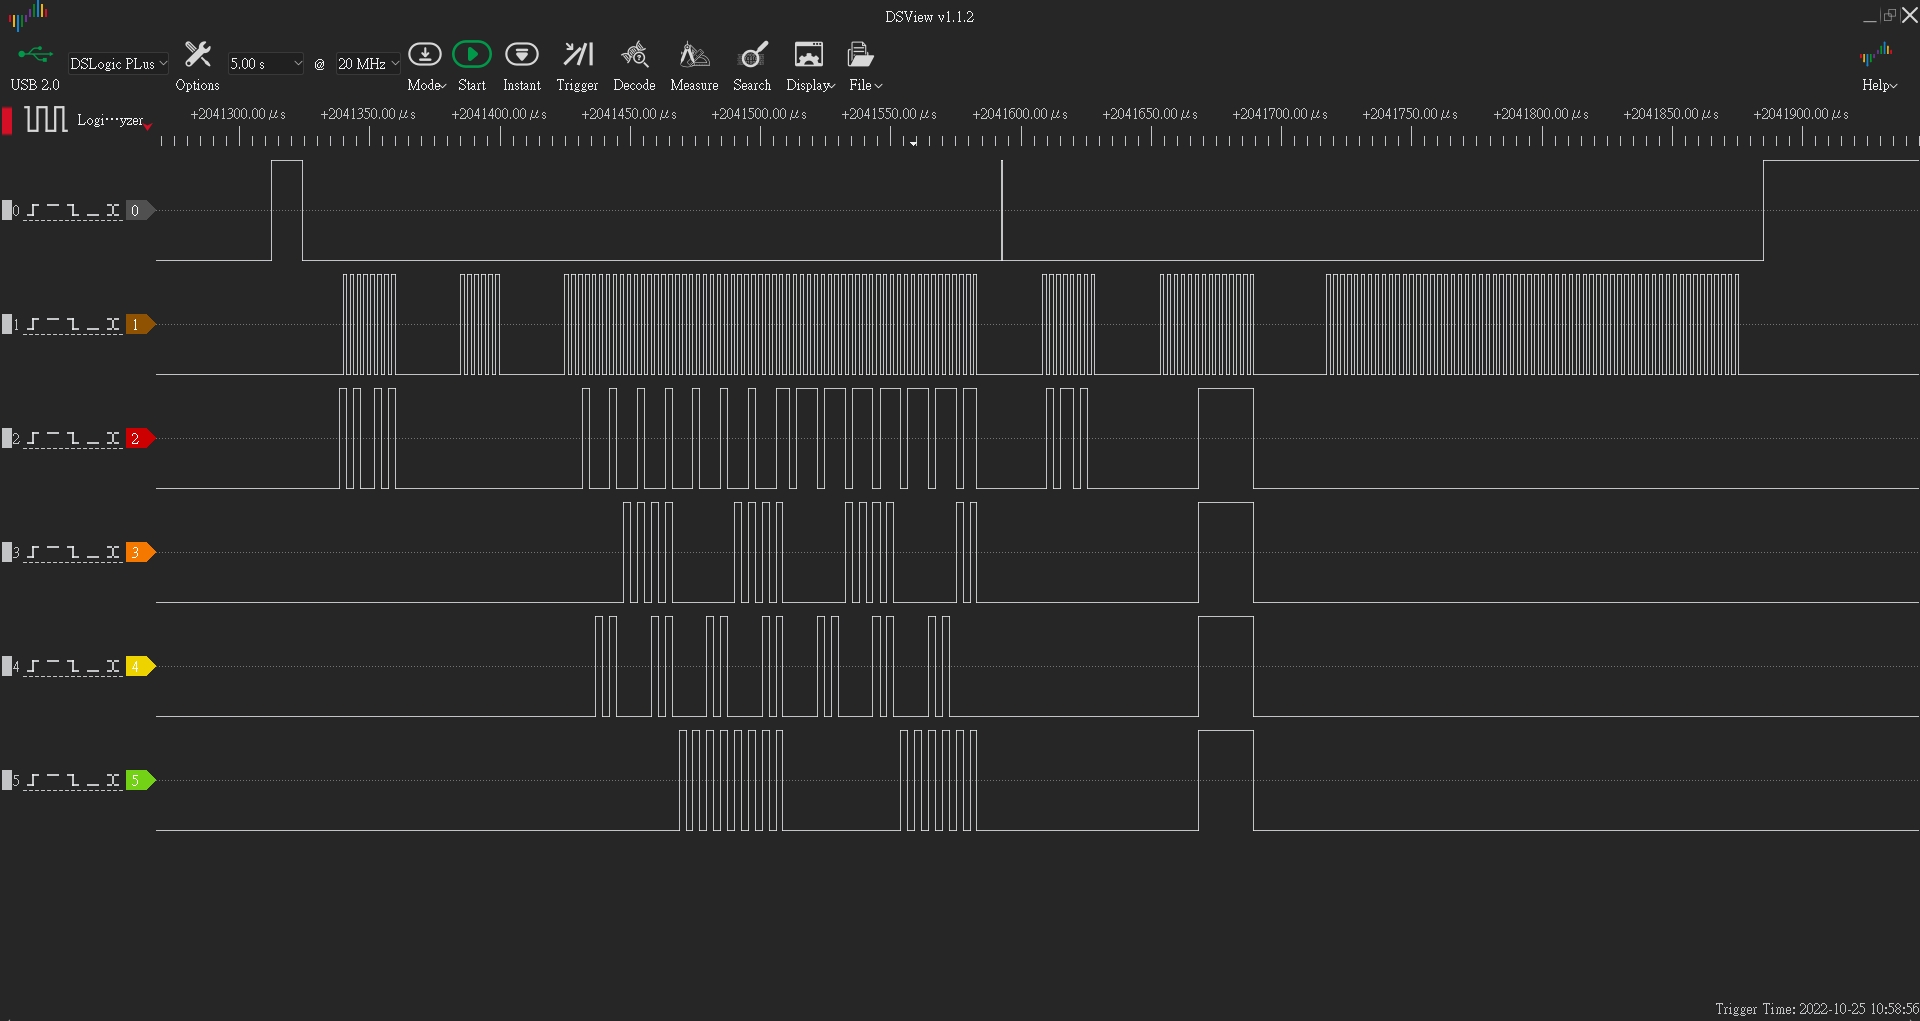 DSView v1.1.2
USB 2.0
DSLogic PLus
Options
5.00 s
@
20 MHz
Mode
Start
Instant
Trigger
Decode
Measure
Search
Display
File
Help
Logi···yzer
+2041300.00 μs
+2041350.00 μs
+2041400.00 μs
+2041450.00 μs
+2041500.00 μs
+2041550.00 μs
+2041600.00 μs
+2041650.00 μs
+2041700.00 μs
+2041750.00 μs
+2041800.00 μs
+2041850.00 μs
+2041900.00 μs
0 0
1 1
2 2
3 3
4 4
5 5
Trigger Time: 2022-10-25 10:58:56